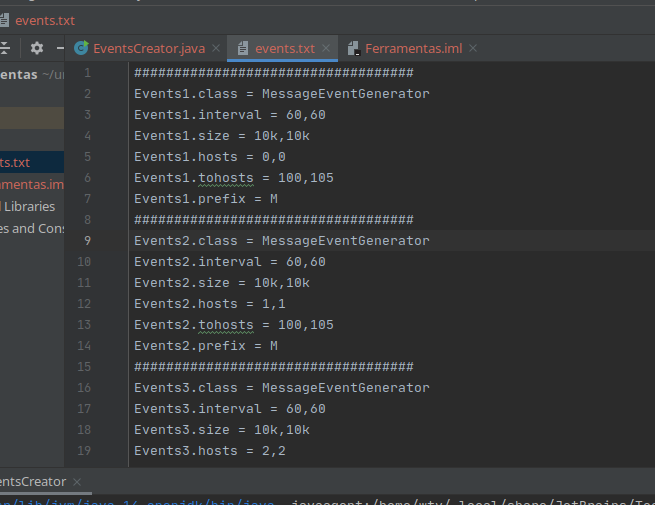 events.txt
EventsCreator.java
events.txt
Ferramentas.iml
entas
ts.txt
amentas.im
Libraries
es and Cons
1 ###################################
2 Events1.class = MessageEventGenerator
3 Events1.interval = 60,60
4 Events1.size = 10k,10k
5 Events1.hosts = 0,0
6 Events1.tohosts = 100,105
7 Events1.prefix = M
8 ###################################
9 Events2.class = MessageEventGenerator
10 Events2.interval = 60,60
11 Events2.size = 10k,10k
12 Events2.hosts = 1,1
13 Events2.tohosts = 100,105
14 Events2.prefix = M
15 ###################################
16 Events3.class = MessageEventGenerator
17 Events3.interval = 60,60
18 Events3.size = 10k,10k
19 Events3.hosts = 2,2
entsCreator